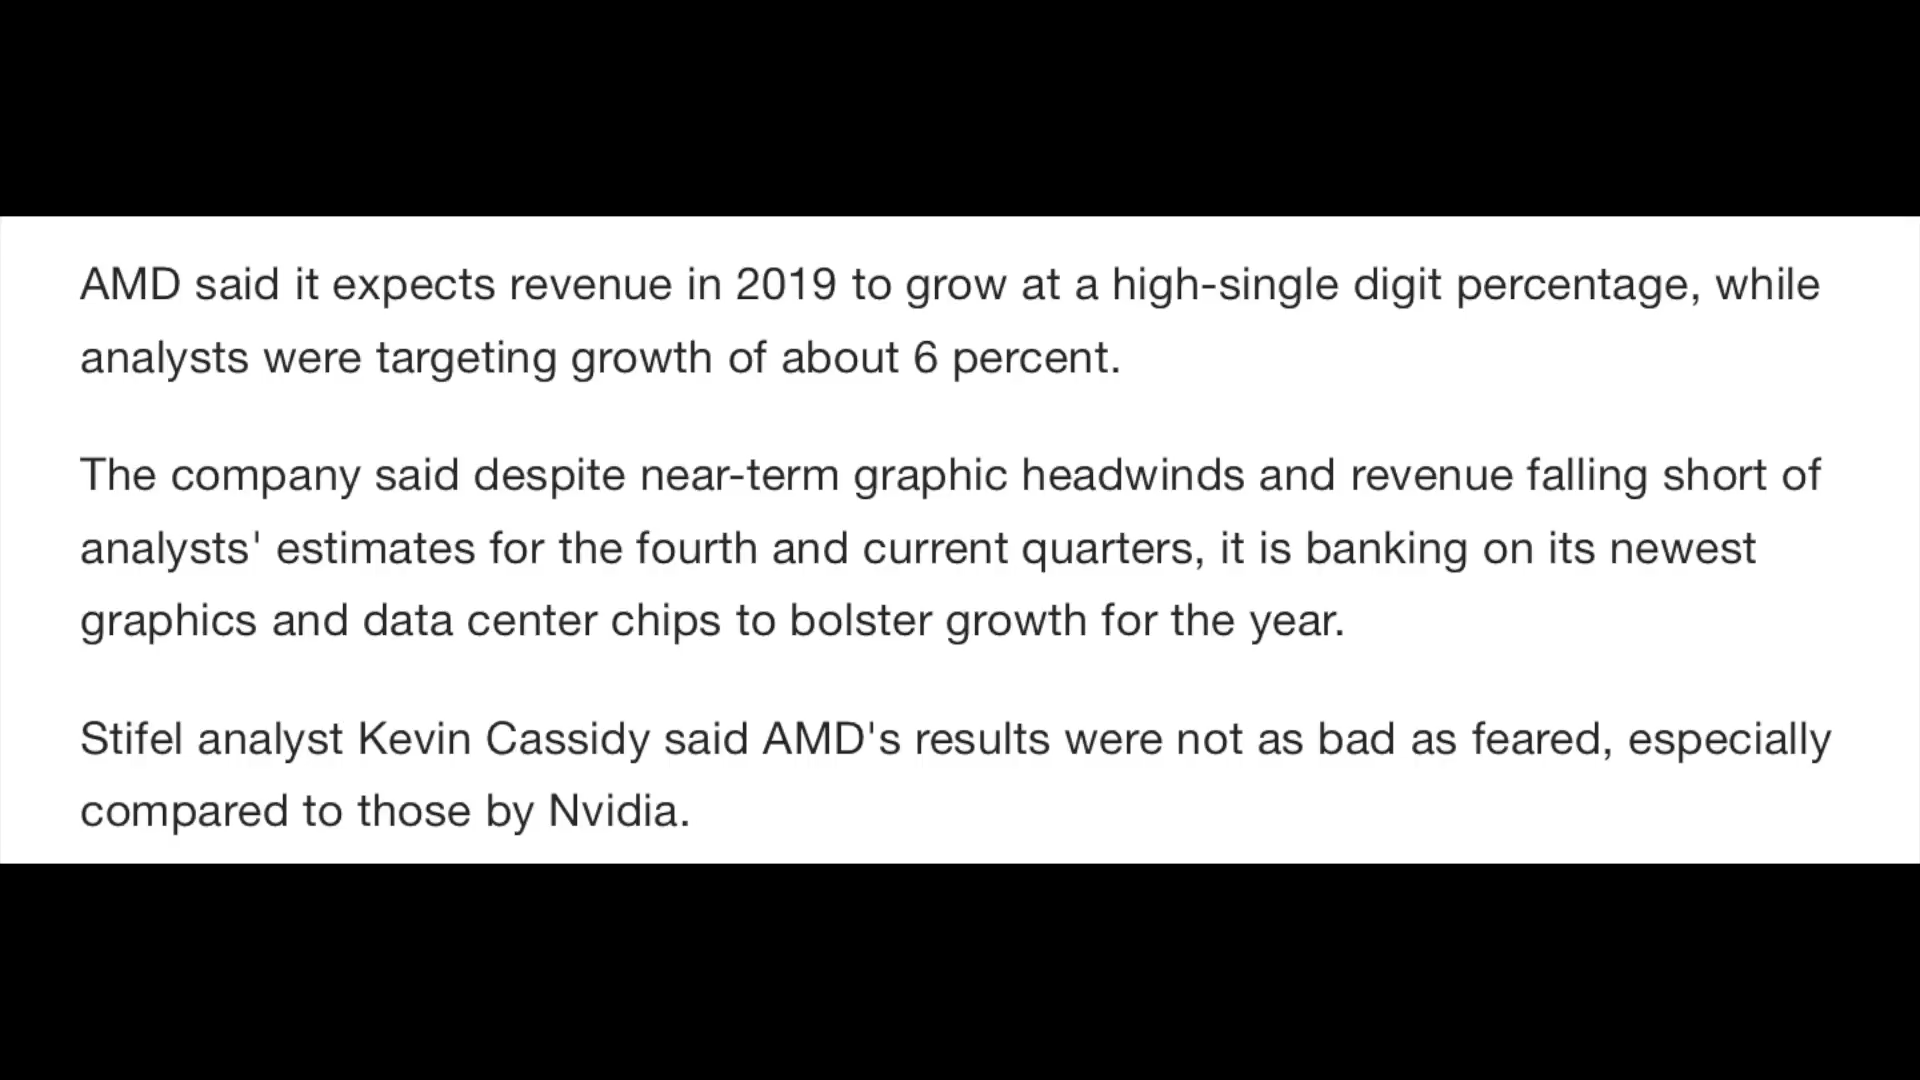 AMD said it expects revenue in 2019 to grow at a high-single digit percentage, while
analysts were targeting growth of about 6 percent.
The company said despite near-term graphic headwinds and revenue falling short of
analysts' estimates for the fourth and current quarters, it is banking on its newest
graphics and data center chips to bolster growth for the year.
Stifel analyst Kevin Cassidy said AMD's results were not as bad as feared, especially
compared to those by Nvidia.